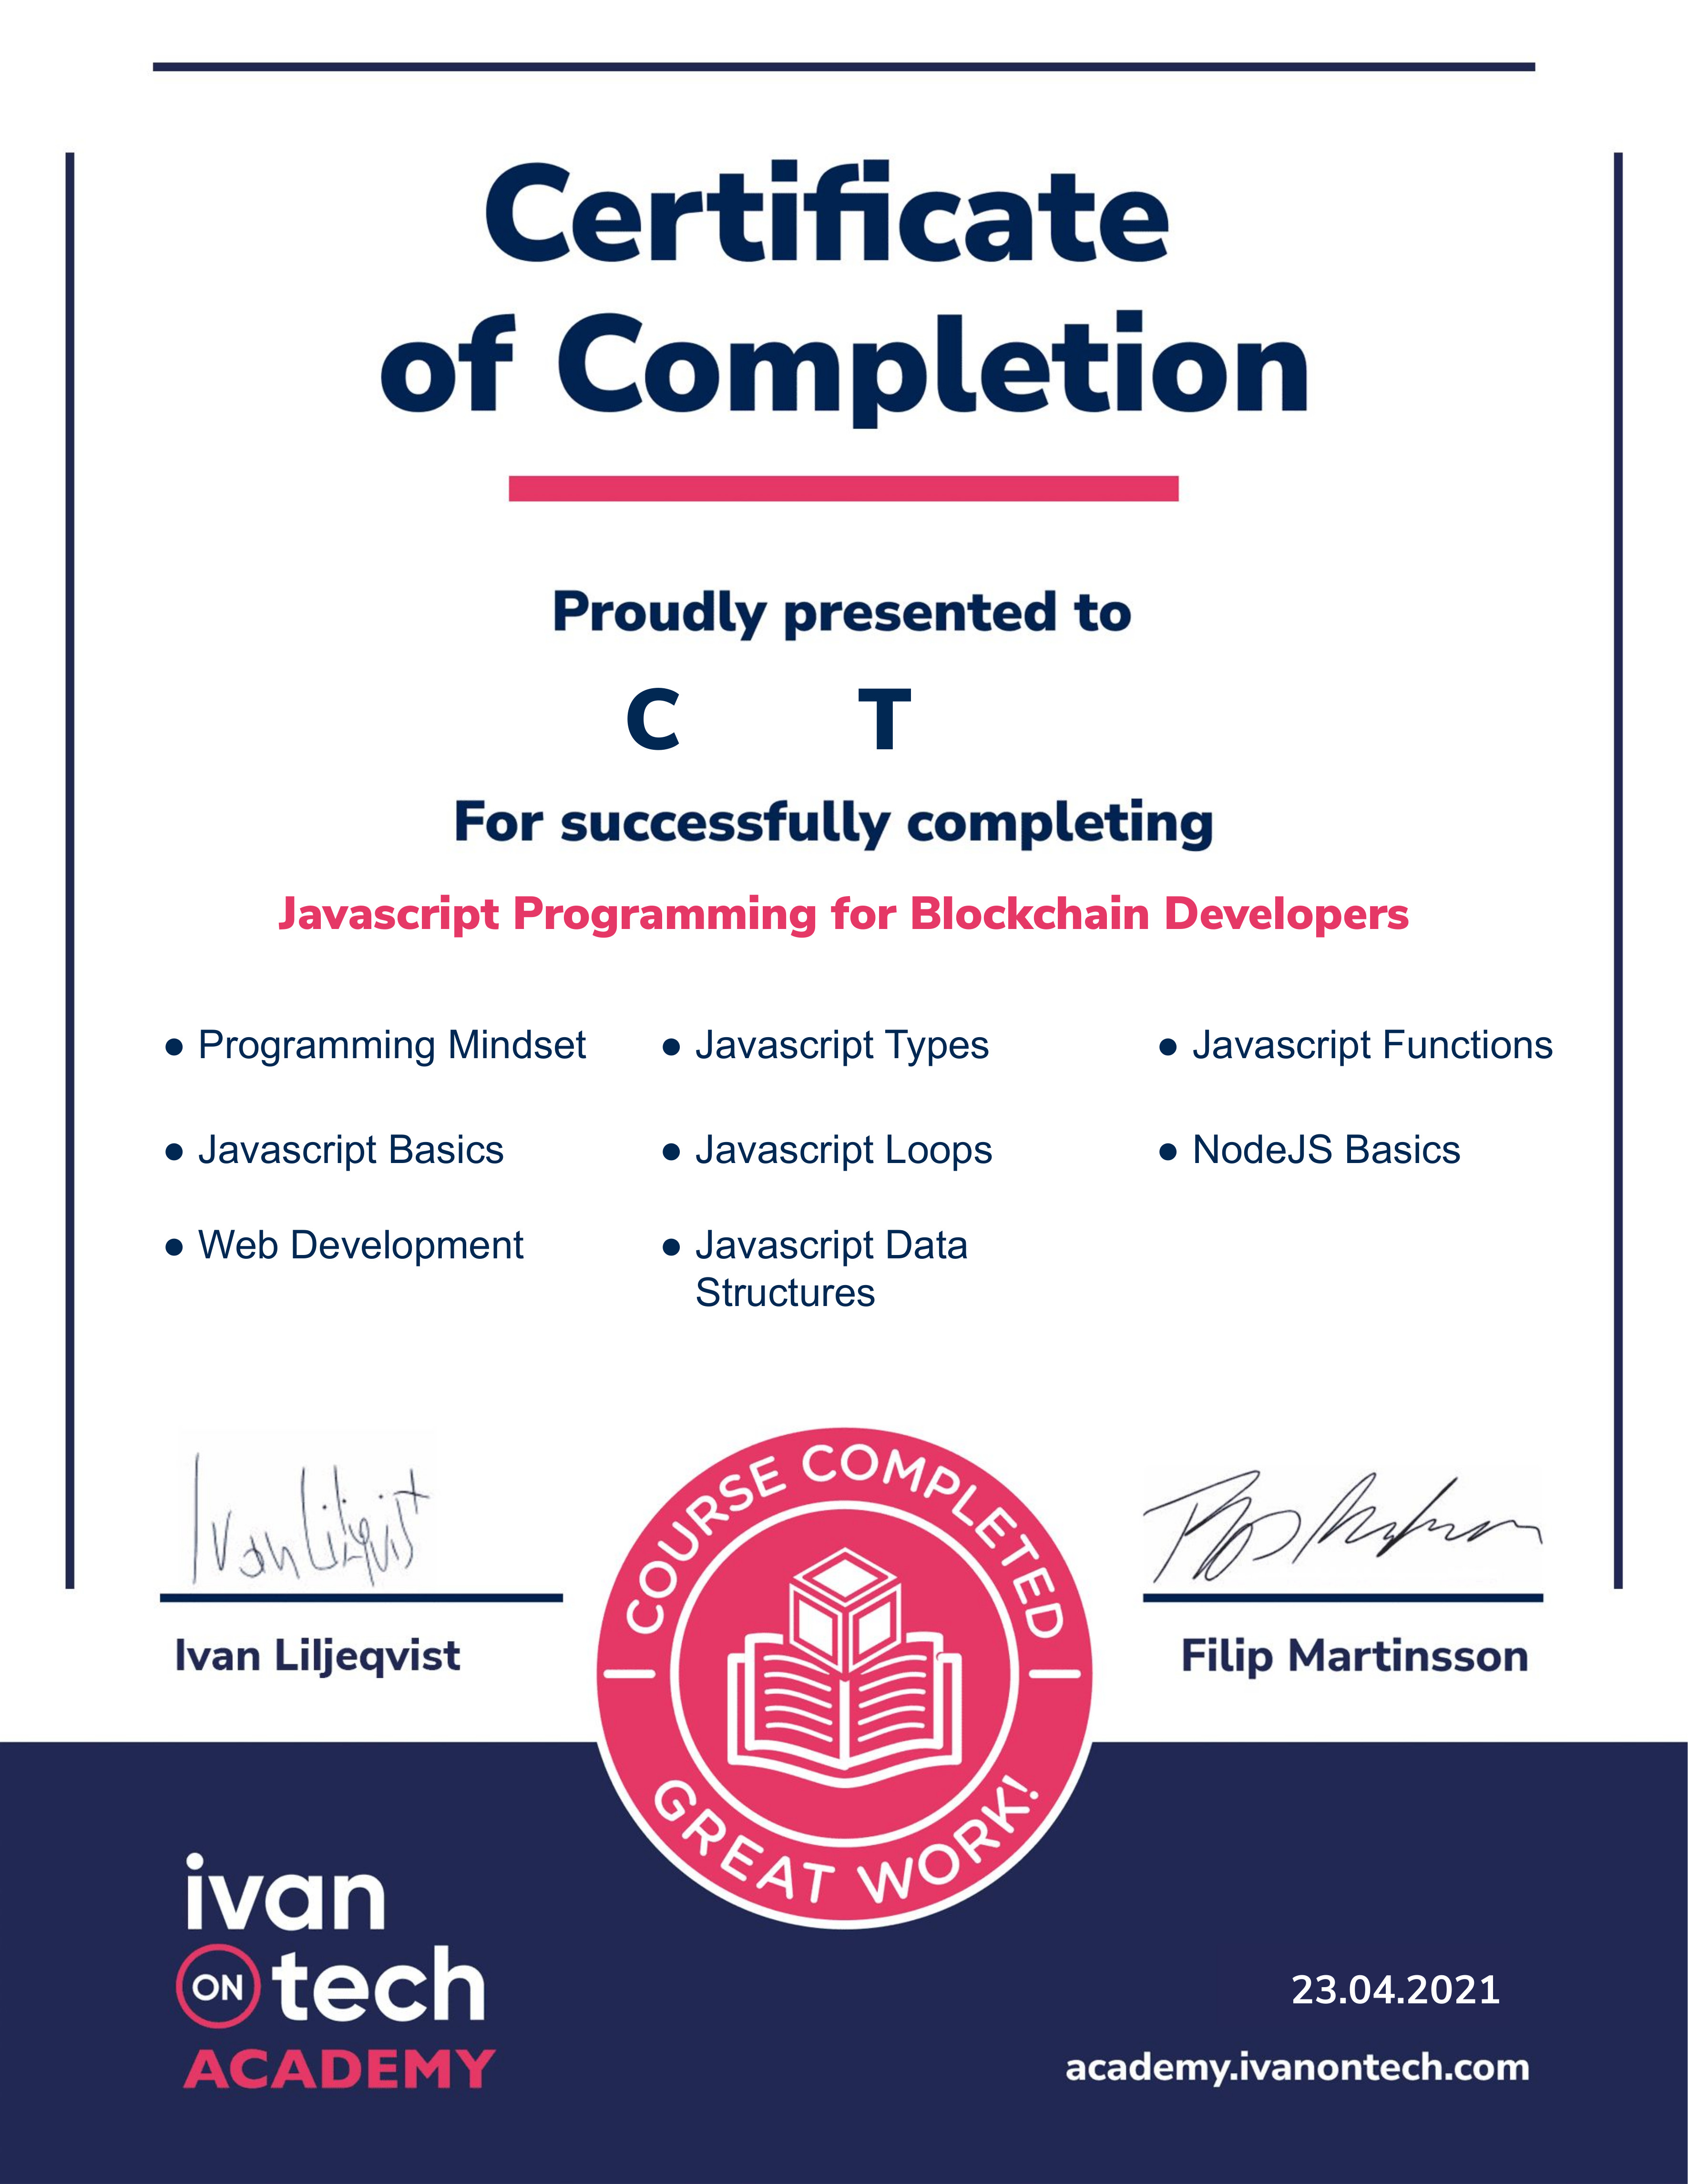 Certificate
of Completion
Proudly presented to
C T
For successfully completing
Javascript Programming for Blockchain Developers
● Programming Mindset
● Javascript Basics
● Web Development
● Javascript Types
● Javascript Loops
● Javascript Data
Structures
● Javascript Functions
● NodeJS Basics
Ivan Liljeqvist
Ivan Liljeqvist
Filip Martinsson
COURSE COMPLETED
GREAT WORK!
ivan
ON tech
ACADEMY
23.04.2021
academy.ivanontech.com